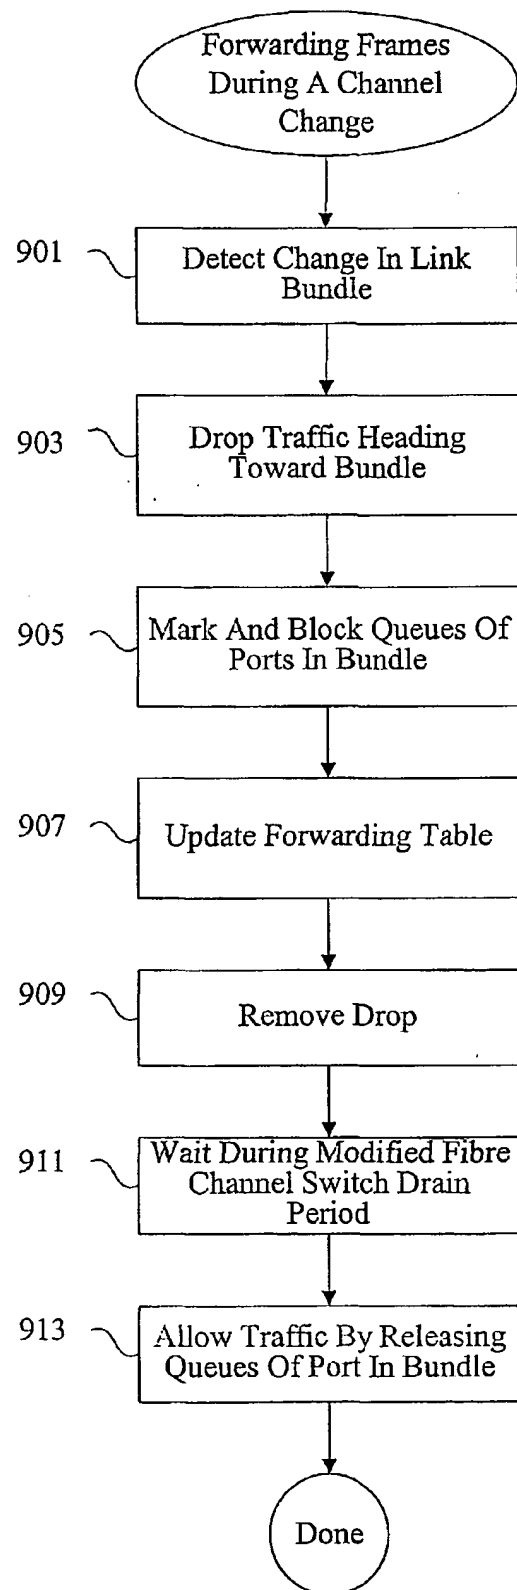 Forwarding Frames
During A Channel
Change
901
Detect Change In Link
Bundle
903
Drop Traffic Heading
Toward Bundle
905
Mark And Block Queues Of
Ports In Bundle
907
Update Forwarding Table
909
Remove Drop
911
Wait During Modified Fibre
Channel Switch Drain
Period
913
Allow Traffic By Releasing
Queues Of Port In Bundle
Done